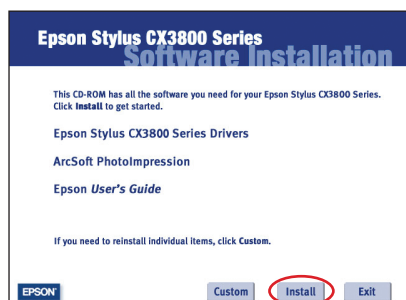 Epson Stylus CX3800 Series
Software Installation
This CD-ROM has all the software you need for your Epson Stylus CX3800 Series.
Click Install to get started.
Epson Stylus CX3800 Series Drivers
ArcSoft PhotoImpression
Epson User's Guide
If you need to reinstall individual items, click Custom.
EPSON Custom Install Exit